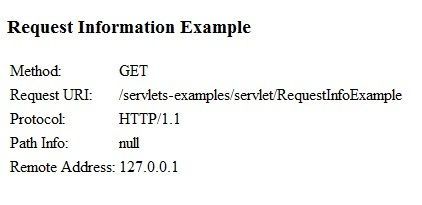 Request Information Example
Method: GET
Request URI: /servlets-examples/servlet/RequestInfoExample
Protocol: HTTP/1.1
Path Info: null
Remote Address: 127.0.0.1